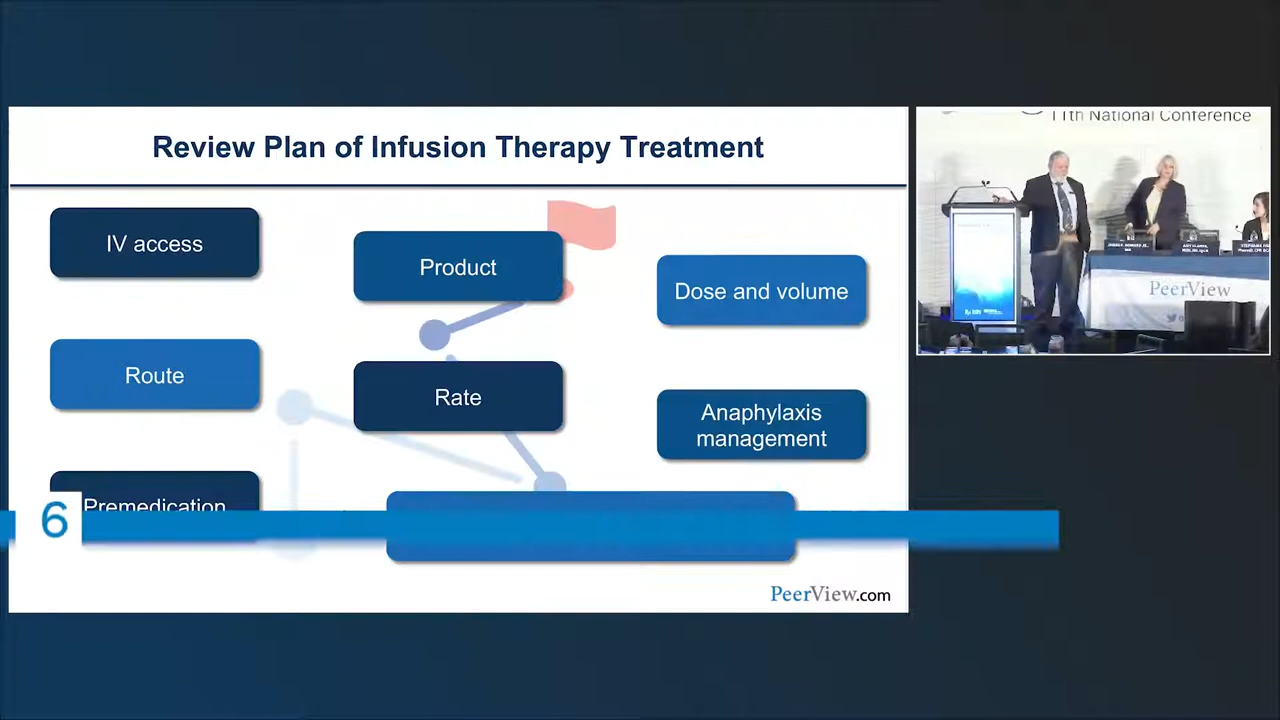 Review Plan of Infusion Therapy Treatment
IV access
Product
Dose and volume
Route
Rate
Anaphylaxis
management
Premedication
6
PeerView.com
11th National Conference
PeerView